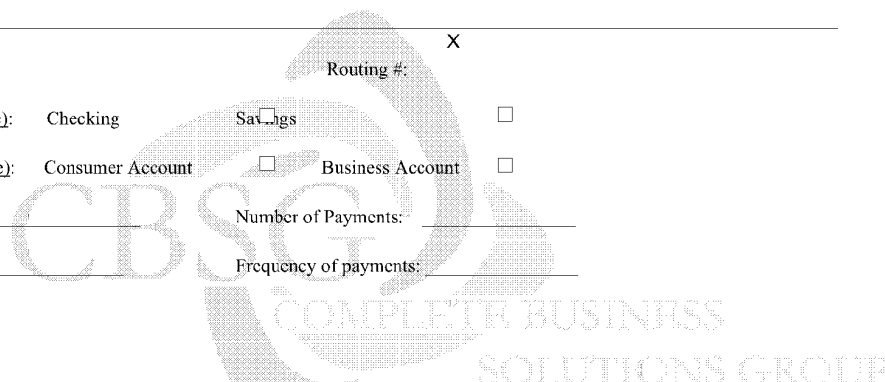 X
Routing #:
e): Checking Savings
e): Consumer Account Business Account
Number of Payments:
Frequency of payments:
CBSG
COMPLETE BUSINESS
SOLUTIONS GROUP